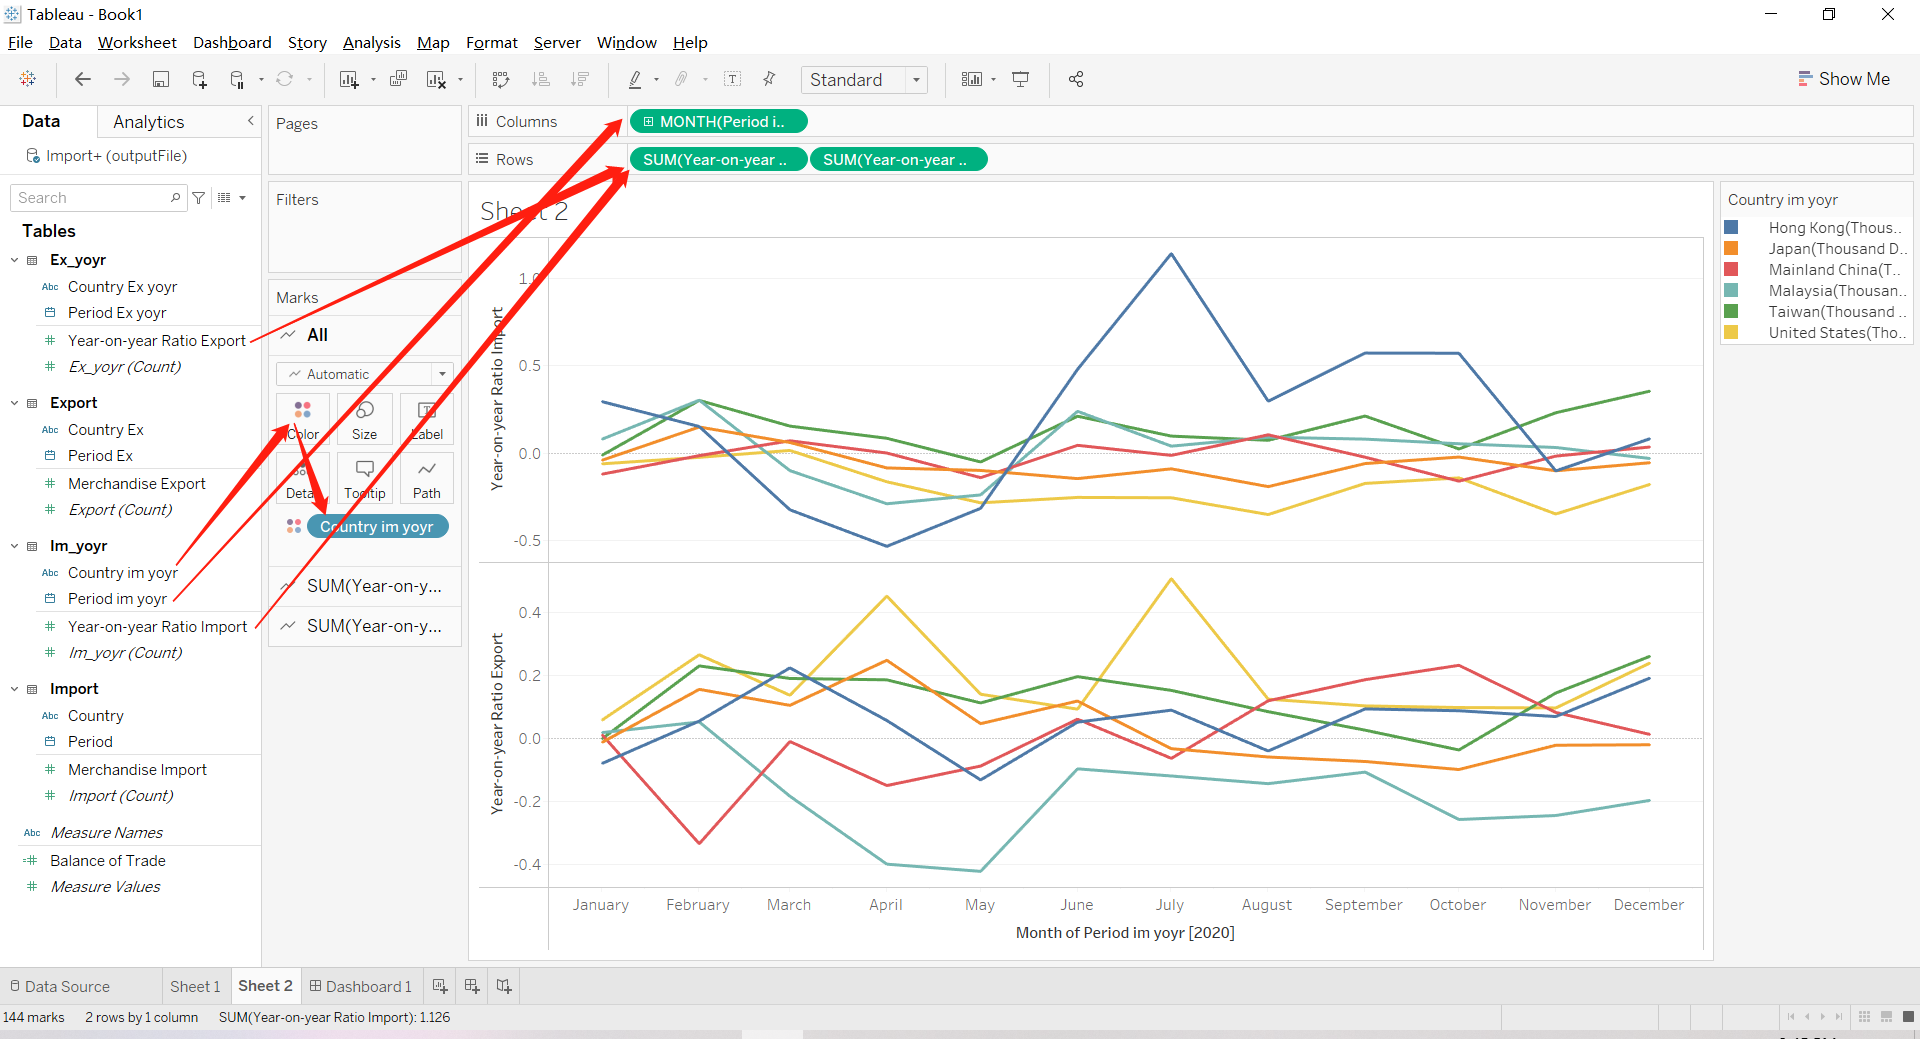 Tableau - Book1
File Data Worksheet Dashboard Story Analysis Map Format Server Window Help
Standard
Show Me
Data
Analytics
Import+ (outputFile)
Search
Tables
Ex_yoyr
Abc Country Ex yoyr
Period Ex yoyr
Year-on-year Ratio Export
Ex_yoyr (Count)
Export
Abc Country Ex
Period Ex
Merchandise Export
Export (Count)
Im_yoyr
Abc Country im yoyr
Period im yoyr
Year-on-year Ratio Import
Im_yoyr (Count)
Import
Abc Country
Period
Merchandise Import
Import (Count)
Abc Measure Names
Balance of Trade
Measure Values
Pages
Filters
Marks
All
Automatic
Color
Size
Label
Detail
Tooltip
Path
Country im yoyr
SUM(Year-on-y...
SUM(Year-on-y...
Columns
MONTH(Period i..
Rows
SUM(Year-on-year ..
SUM(Year-on-year ..
Sheet 2
Year-on-year Ratio Import
1.0
0.5
0.0
-0.5
Year-on-year Ratio Export
0.4
0.2
0.0
-0.2
-0.4
January February March April May June July August September October November December
Month of Period im yoyr [2020]
Country im yoyr
Hong Kong(Thous..
Japan(Thousand D..
Mainland China(T..
Malaysia(Thousan..
Taiwan(Thousand ..
United States(Tho..
Data Source
Sheet 1
Sheet 2
Dashboard 1
144 marks
2 rows by 1 column
SUM(Year-on-year Ratio Import): 1.126